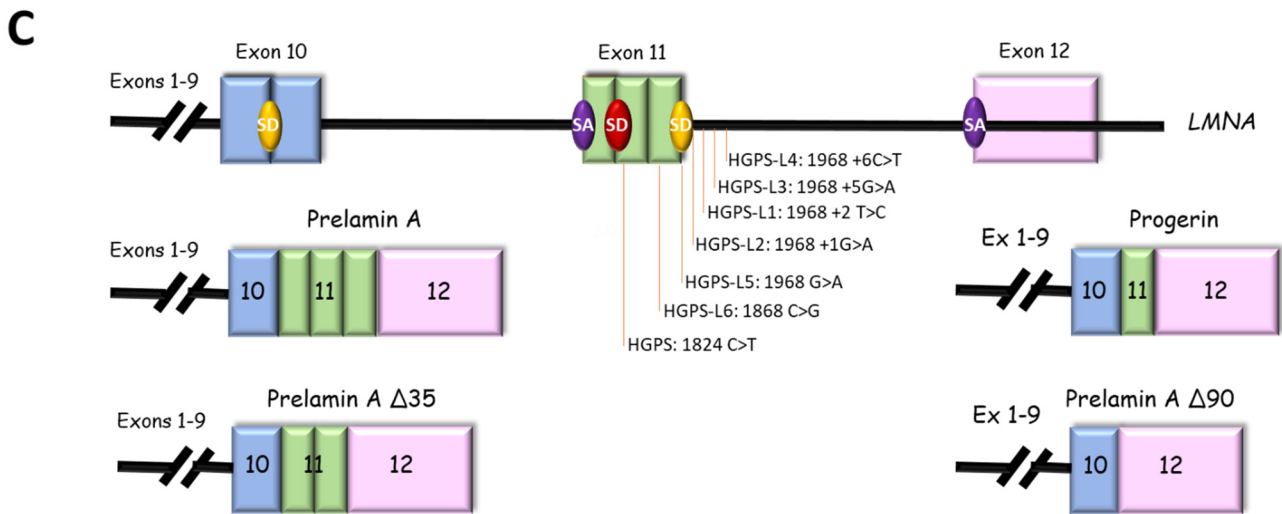 C
Exon 10
Exon 11
Exon 12
Exons 1-9
SD
SA
SD
SD
SA
LMNA
HGPS-L4: 1968 +6C>T
HGPS-L3: 1968 +5G>A
HGPS-L1: 1968 +2 T>C
HGPS-L2: 1968 +1G>A
HGPS-L5: 1968 G>A
HGPS-L6: 1868 C>G
HGPS: 1824 C>T
Prelamin A
Exons 1-9
10
11
12
Progerin
Ex 1-9
10
11
12
Prelamin A Δ35
Exons 1-9
10
11
12
Prelamin A Δ90
Ex 1-9
10
12